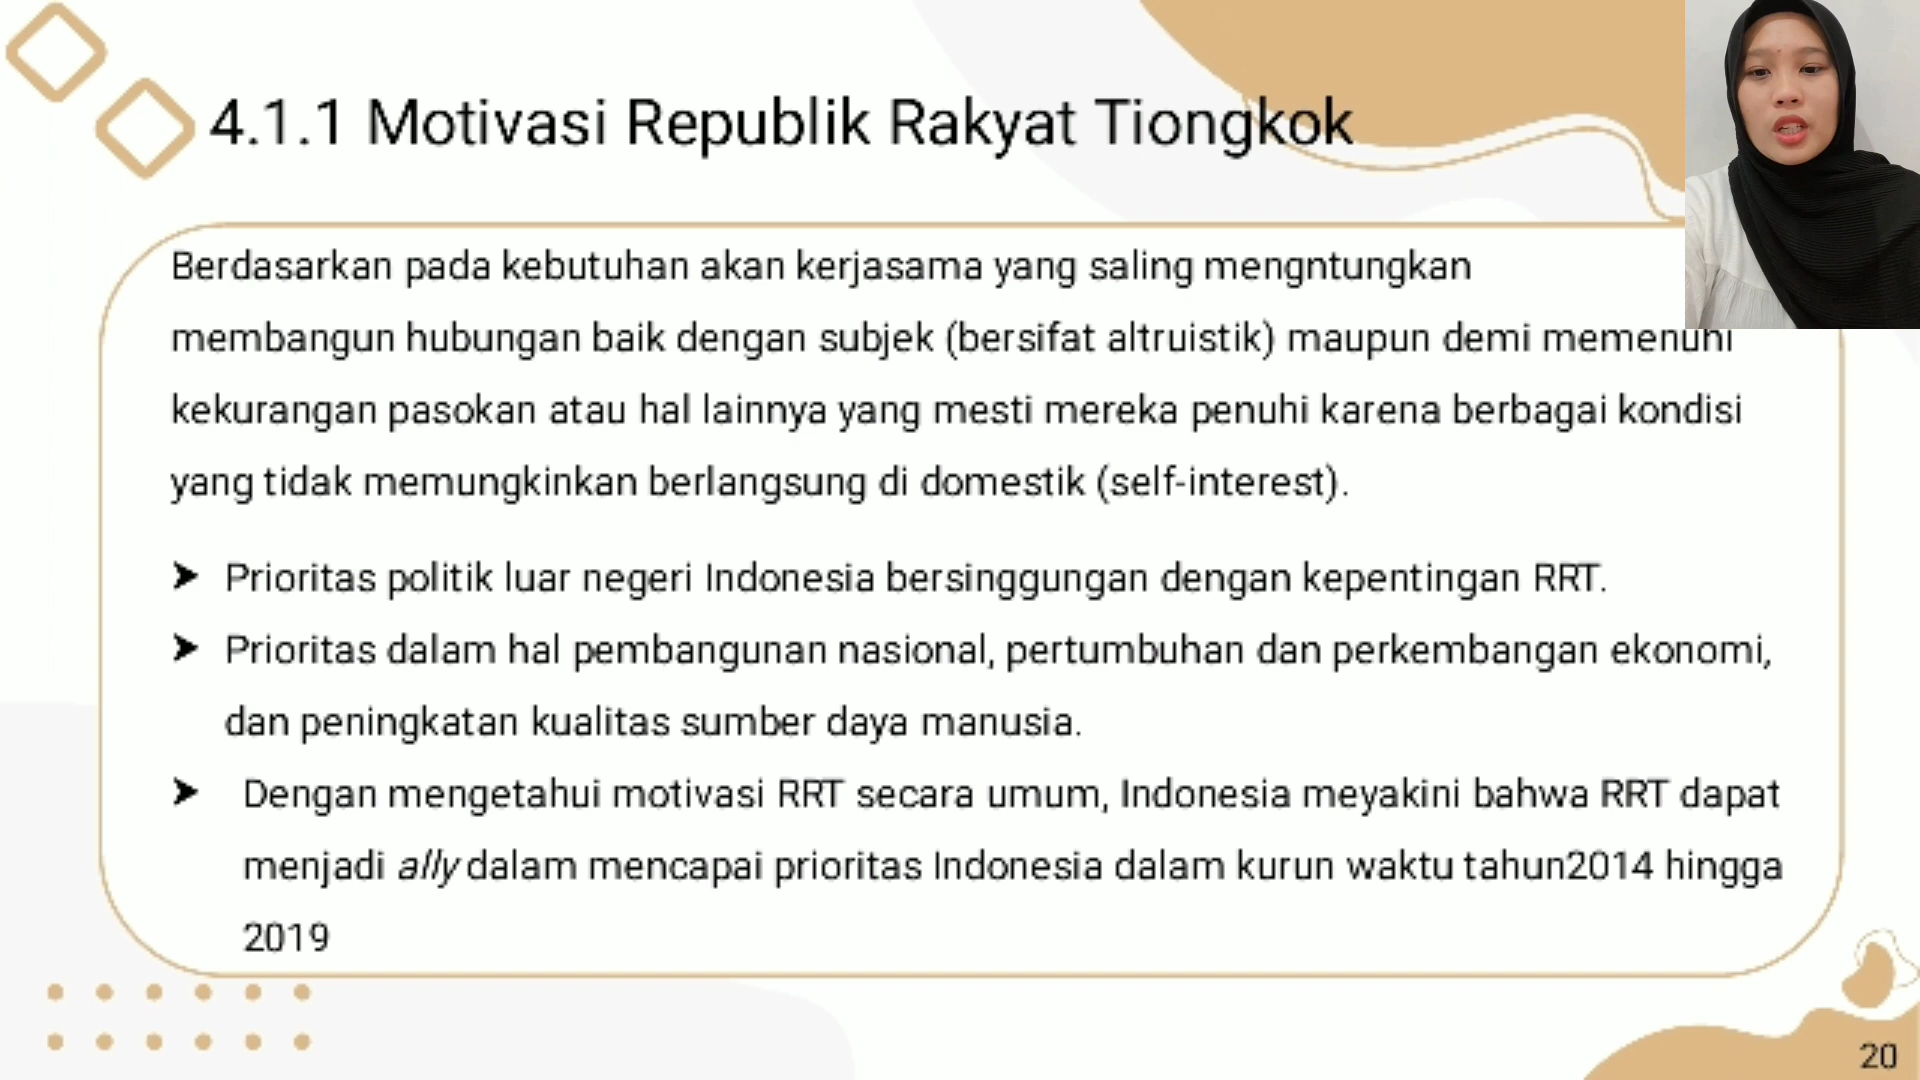 4.1.1 Motivasi Republik Rakyat Tiongkok
Berdasarkan pada kebutuhan akan kerjasama yang saling mengntungkan
membangun hubungan baik dengan subjek (bersifat altruistik) maupun demi memenuhi
kekurangan pasokan atau hal lainnya yang mesti mereka penuhi karena berbagai kondisi
yang tidak memungkinkan berlangsung di domestik (self-interest).
➤ Prioritas politik luar negeri Indonesia bersinggungan dengan kepentingan RRT.
➤ Prioritas dalam hal pembangunan nasional, pertumbuhan dan perkembangan ekonomi,
dan peningkatan kualitas sumber daya manusia.
➤ Dengan mengetahui motivasi RRT secara umum, Indonesia meyakini bahwa RRT dapat
menjadi ally dalam mencapai prioritas Indonesia dalam kurun waktu tahun2014 hingga
2019
20